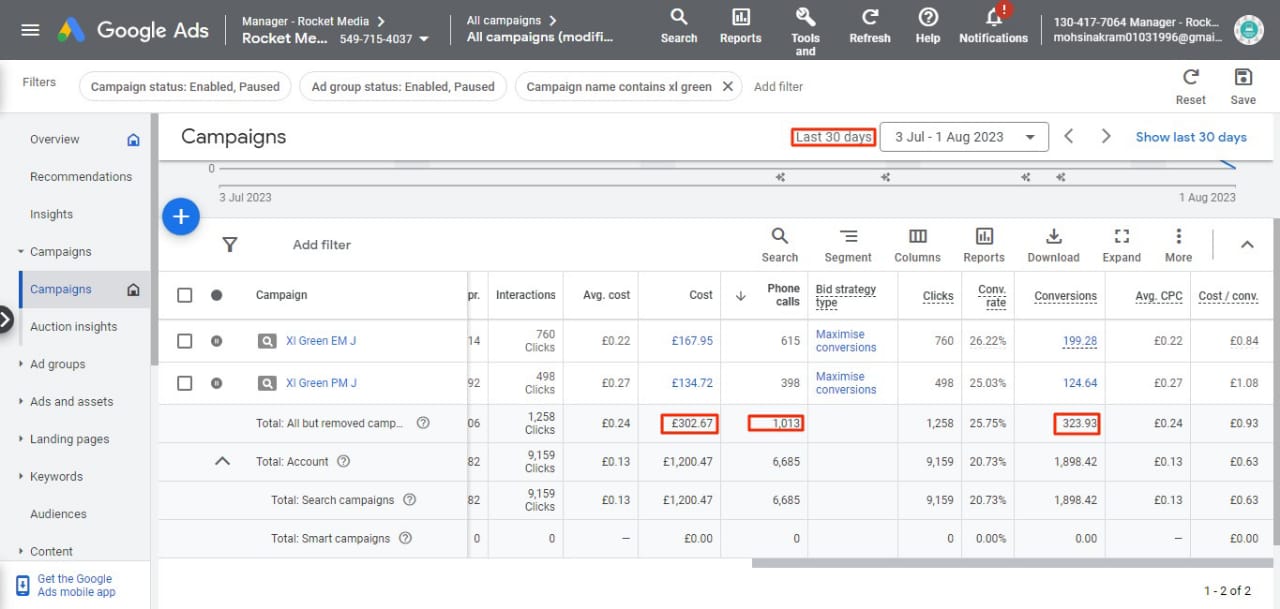 Google Ads
Manager - Rocket Media
Rocket Me... 549-715-4037
All campaigns
All campaigns (modifi...
Search
Reports
Tools
and
Refresh
Help
!
Notifications
130-417-7064 Manager - Rock...
mohsinakram01031996@gmai...
Filters
Campaign status: Enabled, Paused
Ad group status: Enabled, Paused
Campaign name contains xl green
Add filter
Reset
Save
Overview
Recommendations
Insights
Campaigns
Campaigns
Auction insights
Ad groups
Ads and assets
Landing pages
Keywords
Audiences
Content
Get the Google
Ads mobile app
Campaigns
Last 30 days
3 Jul - 1 Aug 2023
Show last 30 days
0
3 Jul 2023
1 Aug 2023
Add filter
Search
Segment
Columns
Reports
Download
Expand
More
Campaign pr. Interactions Avg. cost Cost Phone calls Bid strategy type Clicks Conv. rate Conversions Avg. CPC Cost / conv.
Xl Green EM J 14 760 Clicks £0.22 £167.95 615 Maximise conversions 760 26.22% 199.28 £0.22 £0.84
Xl Green PM J 92 498 Clicks £0.27 £134.72 398 Maximise conversions 498 25.03% 124.64 £0.27 £1.08
Total: All but removed camp... 06 1,258 Clicks £0.24 £302.67 1,013 1,258 25.75% 323.93 £0.24 £0.93
Total: Account 82 9,159 Clicks £0.13 £1,200.47 6,685 9,159 20.73% 1,898.42 £0.13 £0.63
Total: Search campaigns 82 9,159 Clicks £0.13 £1,200.47 6,685 9,159 20.73% 1,898.42 £0.13 £0.63
Total: Smart campaigns 0 0 — £0.00 0 0 0.00% 0.00 — £0.00
1 - 2 of 2